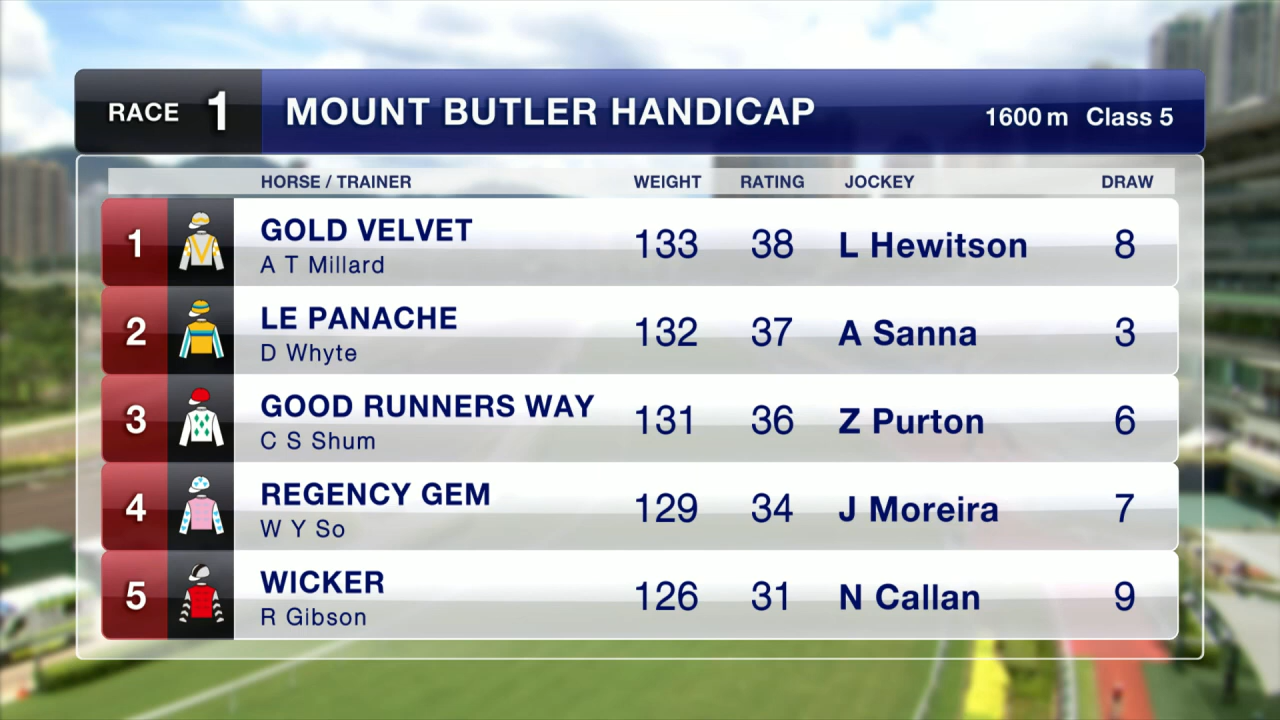 RACE 1 MOUNT BUTLER HANDICAP 1600 m Class 5
HORSE / TRAINER WEIGHT RATING JOCKEY DRAW
1 GOLD VELVET 133 38 L Hewitson 8
A T Millard
2 LE PANACHE 132 37 A Sanna 3
D Whyte
3 GOOD RUNNERS WAY 131 36 Z Purton 6
C S Shum
4 REGENCY GEM 129 34 J Moreira 7
W Y So
5 WICKER 126 31 N Callan 9
R Gibson